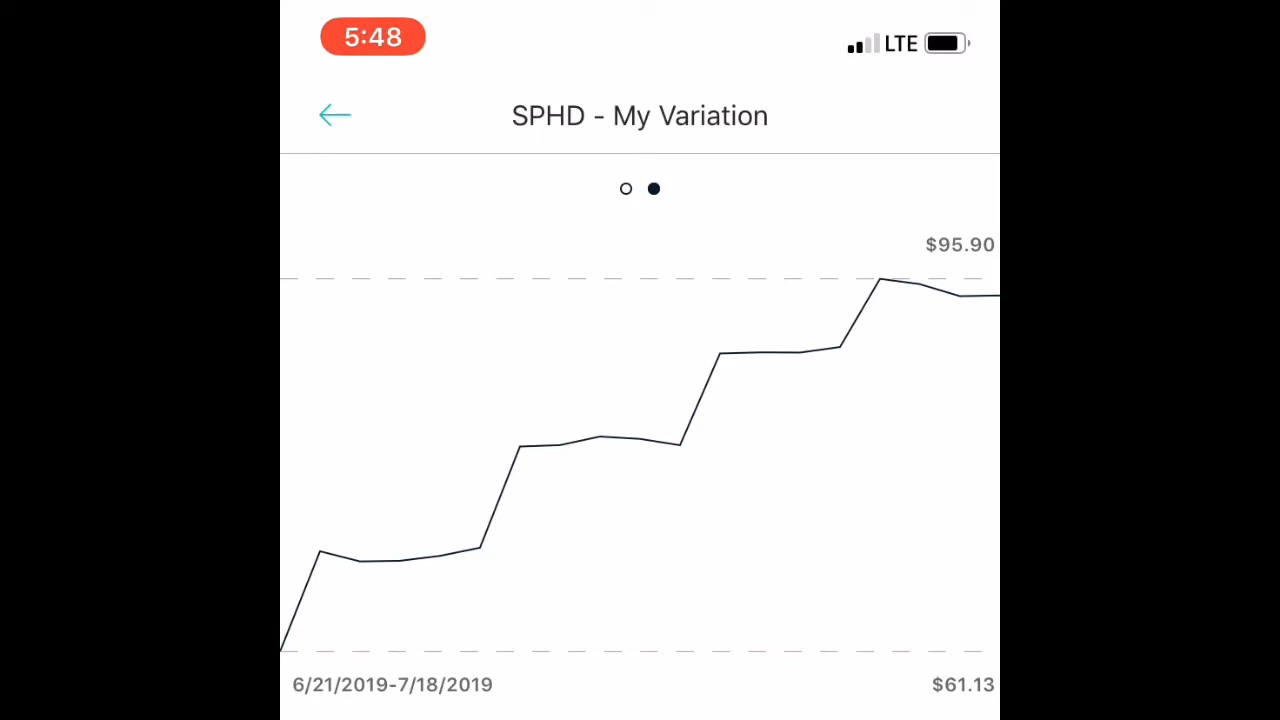 5:48
LTE
SPHD - My Variation
$95.90
6/21/2019-7/18/2019
$61.13